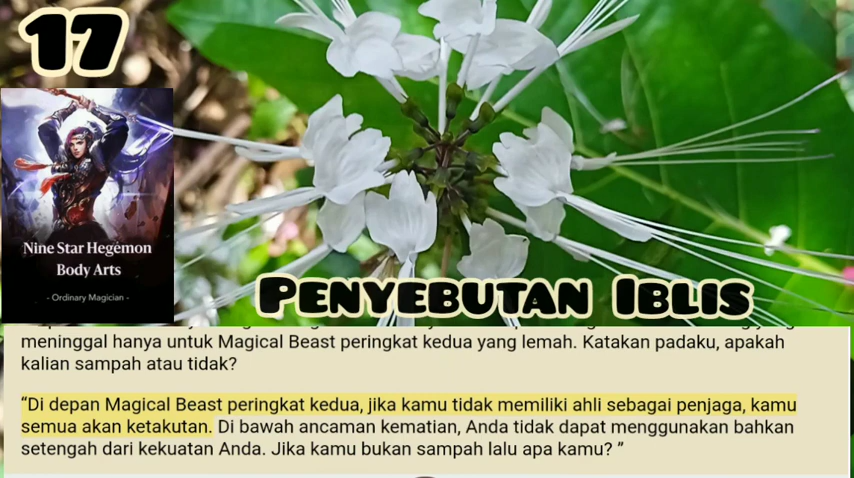 17
Nine Star Hegemon
Body Arts
- Ordinary Magician -
PENYEBUTAN IBLIS
meninggal hanya untuk Magical Beast peringkat kedua yang lemah. Katakan padaku, apakah
kalian sampah atau tidak?
“Di depan Magical Beast peringkat kedua, jika kamu tidak memiliki ahli sebagai penjaga, kamu
semua akan ketakutan. Di bawah ancaman kematian, Anda tidak dapat menggunakan bahkan
setengah dari kekuatan Anda. Jika kamu bukan sampah lalu apa kamu? ”